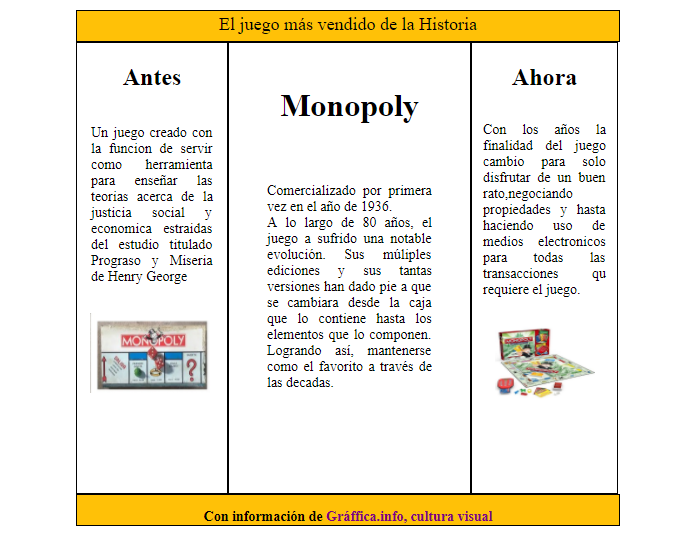 El juego más vendido de la Historia
Antes
Un juego creado con
la funcion de servir
como herramienta
para enseñar las
teorias acerca de la
justicia social y
economica estraidas
del estudio titulado
Prograso y Miseria
de Henry George
MONOPOLY
Monopoly
Comercializado por primera
vez en el año de 1936.
A lo largo de 80 años, el
juego a sufrido una notable
evolución. Sus múliples
ediciones y sus tantas
versiones han dado pie a que
se cambiara desde la caja
que lo contiene hasta los
elementos que lo componen.
Logrando así, mantenerse
como el favorito a través de
las decadas.
Ahora
Con los años la
finalidad del juego
cambio para solo
disfrutar de un buen
rato,negociando
propiedades y hasta
haciendo uso de
medios electronicos
para todas las
transacciones qu
requiere el juego.
Con información de Gráffica.info, cultura visual